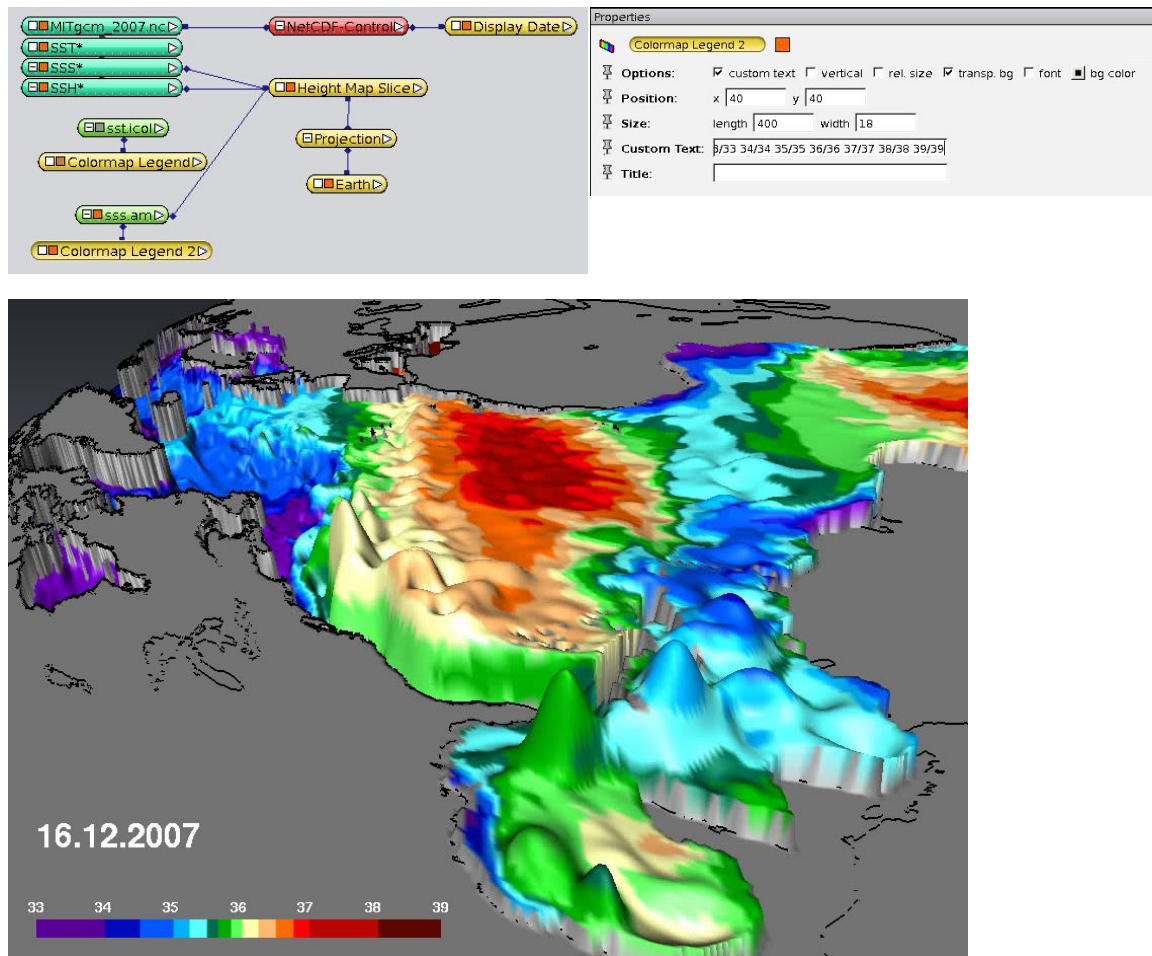 MITgcm_2007.nc
NetCDF-Control
Display Date
SST*
SSS*
SSH*
Height Map Slice
sst.icol
Projection
Colormap Legend
Earth
sss.am
Colormap Legend 2
Properties
Colormap Legend 2
Options: custom text vertical rel. size transp. bg font bg color
Position: x 40 y 40
Size: length 400 width 18
Custom Text: 3/33 34/34 35/35 36/36 37/37 38/38 39/39
Title:
16.12.2007
33 34 35 36 37 38 39